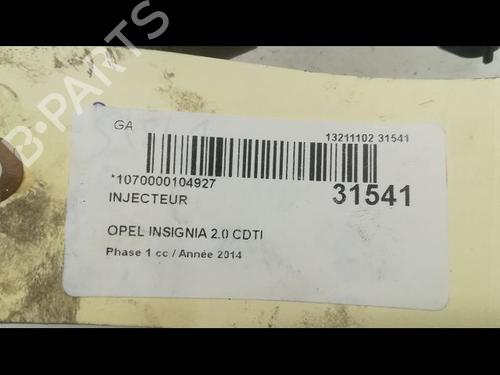 B-PARTS
GA
13211102 31541
*1070000104927
31541
INJECTEUR
OPEL INSIGNIA 2.0 CDTI
Phase 1 cc / Année 2014